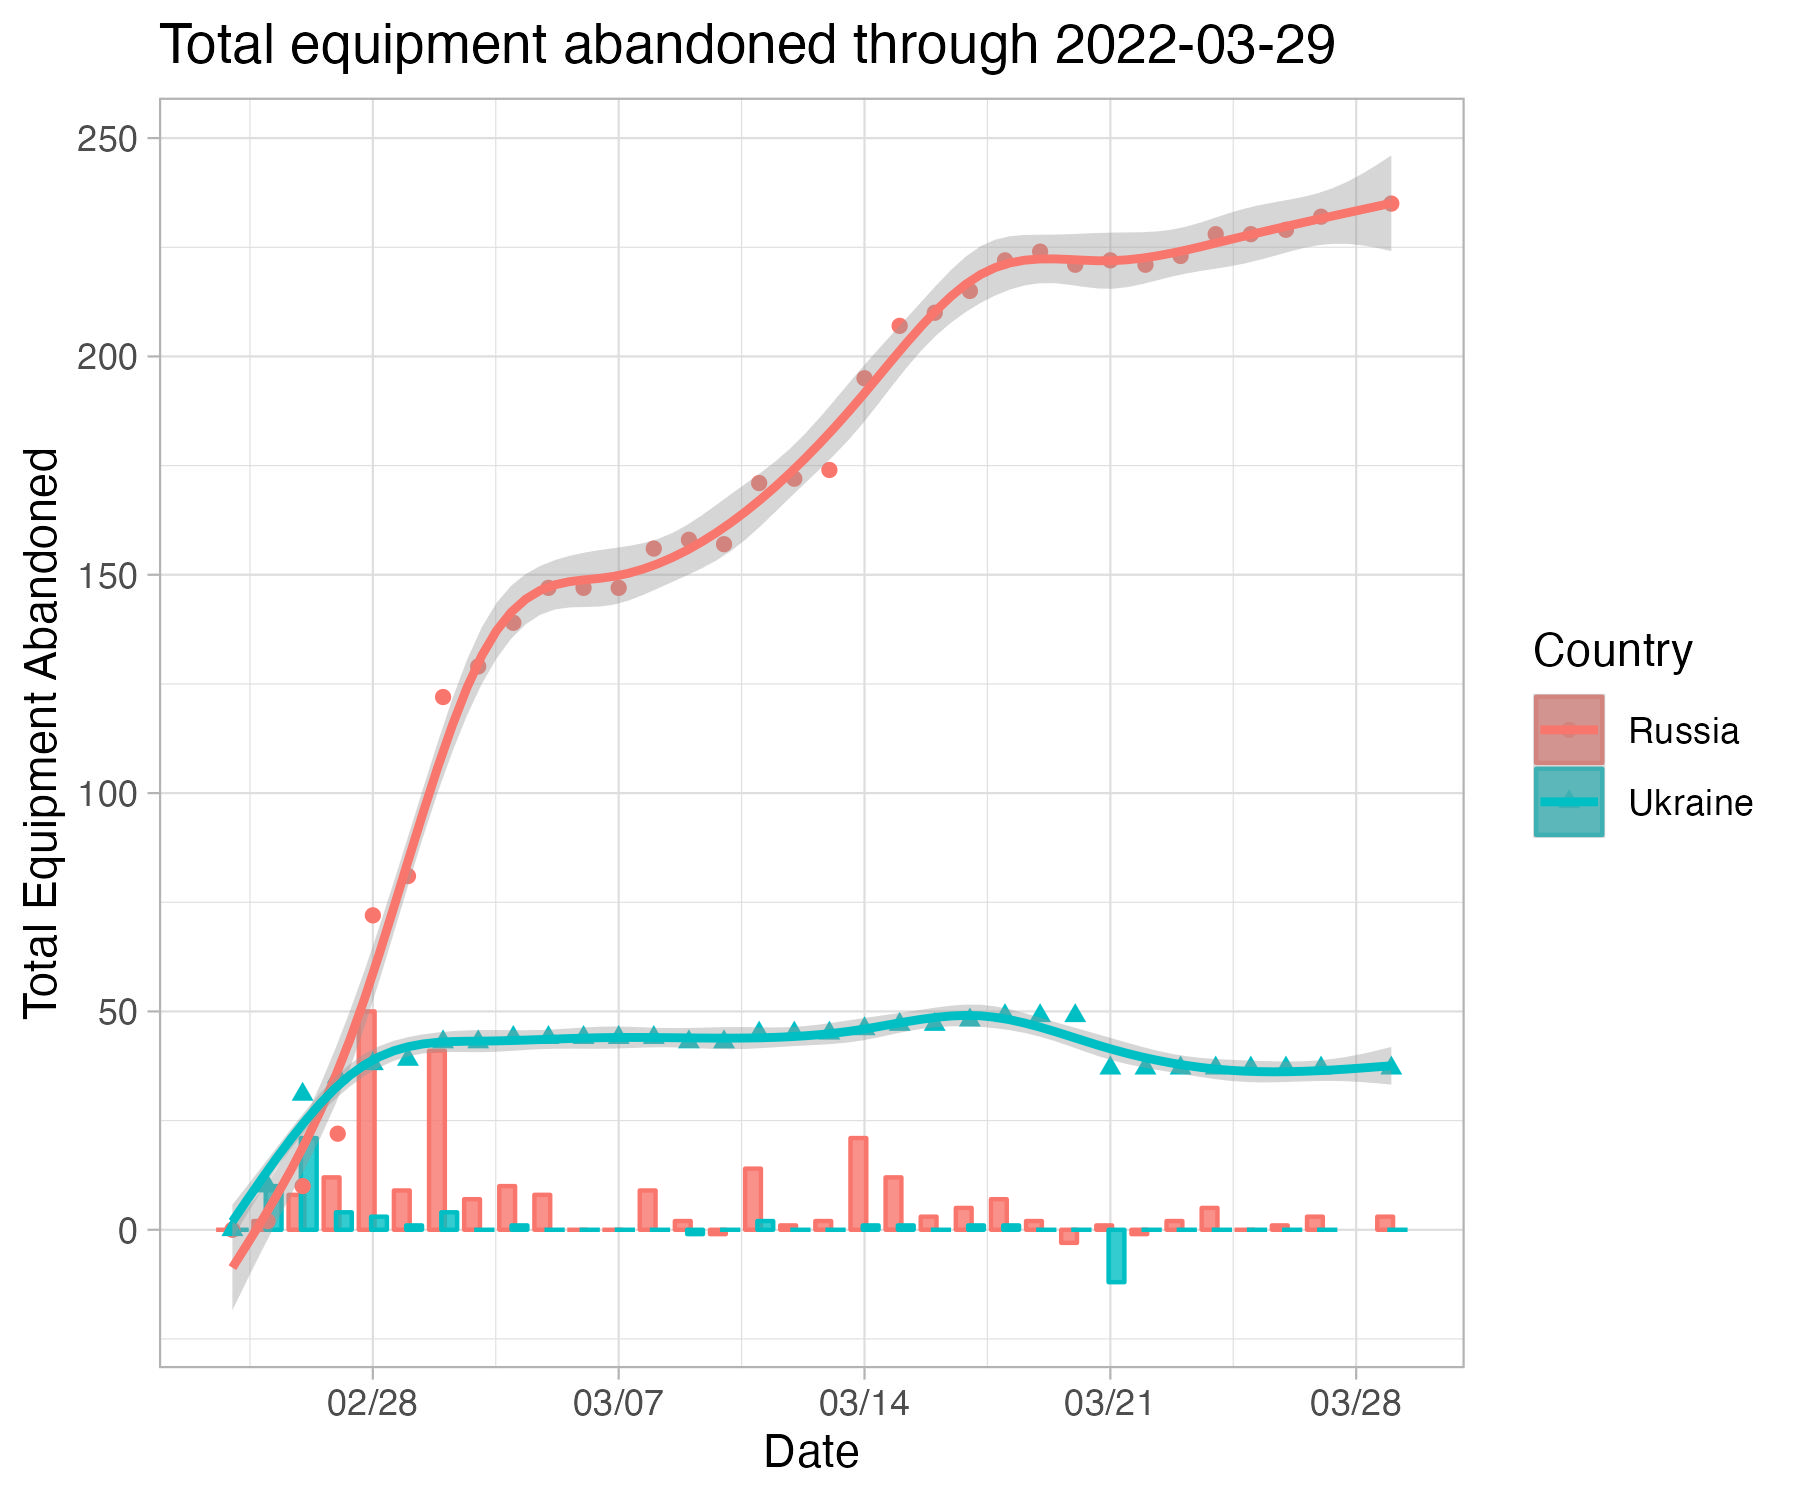 Total equipment abandoned through 2022-03-29
Total Equipment Abandoned
250
200
150
100
50
0
02/28 03/07 03/14 03/21 03/28
Date
Country
Russia
Ukraine